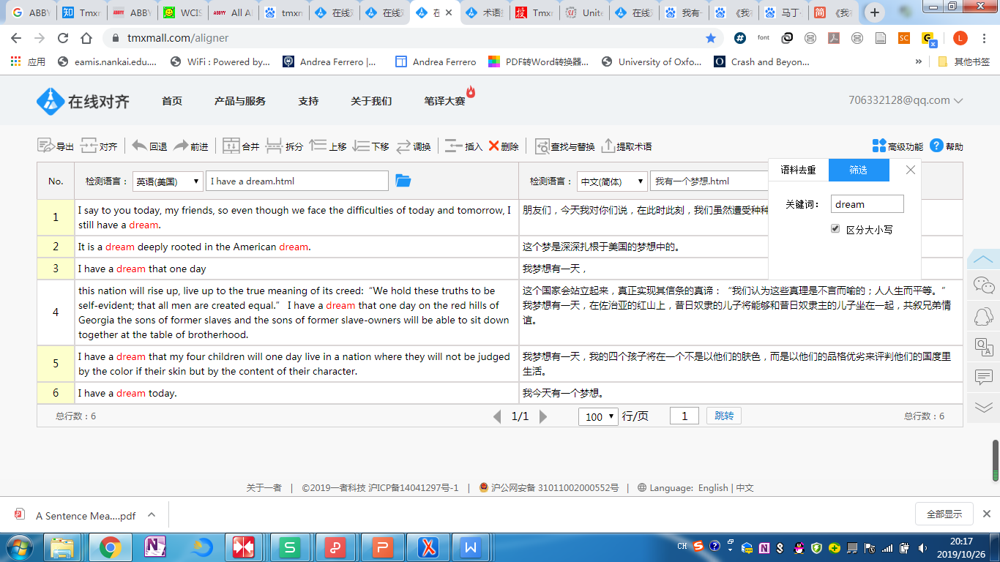 ABBY
Tmxr
ABBY
WCIS
All Al
tmxn
在线对
在线对
在
术语
Tmxr
Unite
在线对
我有一
《我有
马丁·
《我有
tmxmall.com/aligner
font
SC
L
应用
eamis.nankai.edu....
WiFi : Powered by...
Andrea Ferrero |...
Andrea Ferrero
PDF转Word转换器...
University of Oxfo...
Crash and Beyon...
»
其他书签
在线对齐
首页
产品与服务
支持
关于我们
笔译大赛
706332128@qq.com
导出
对齐
回退
前进
合并
拆分
上移
下移
调换
插入
删除
查找与替换
提取术语
高级功能
帮助
No.
检测语言：
英语(美国)
I have a dream.html
检测语言：
中文(简体)
我有一个梦想.html
语料去重
筛选
关键词：
dream
区分大小写
1
I say to you today, my friends, so even though we face the difficulties of today and tomorrow, I
still have a dream.
朋友们，今天我对你们说，在此时此刻，我们虽然遭受种种
2
It is a dream deeply rooted in the American dream.
这个梦是深深扎根于美国的梦想中的。
3
I have a dream that one day
我梦想有一天，
4
this nation will rise up, live up to the true meaning of its creed: “We hold these truths to be
self-evident; that all men are created equal.” I have a dream that one day on the red hills of
Georgia the sons of former slaves and the sons of former slave-owners will be able to sit down
together at the table of brotherhood.
这个国家会站立起来，真正实现其信条的真谛：“我们认为这些真理是不言而喻的；人人生而平等。”
我梦想有一天，在佐治亚的红山上，昔日奴隶的儿子将能够和昔日奴隶主的儿子坐在一起，共叙兄弟情
谊。
5
I have a dream that my four children will one day live in a nation where they will not be judged
by the color if their skin but by the content of their character.
我梦想有一天，我的四个孩子将在一个不是以他们的肤色，而是以他们的品格优劣来评判他们的国度里
生活。
6
I have a dream today.
我今天有一个梦想。
总行数：6
1/1
100
行/页
1
跳转
总行数：6
关于一者 | ©2019一者科技 沪ICP备14041297号-1 | 沪公网安备 31011002000552号 | Language: English | 中文
A Sentence Mea....pdf
全部显示
CH
20:17
2019/10/26